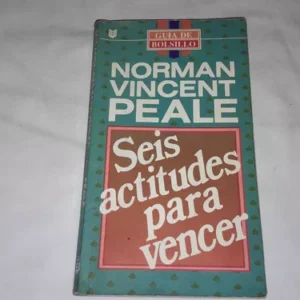 GUIA DE
BOLSILLO
NORMAN
VINCENT
PEALE
Seis
actitudes
para
vencer